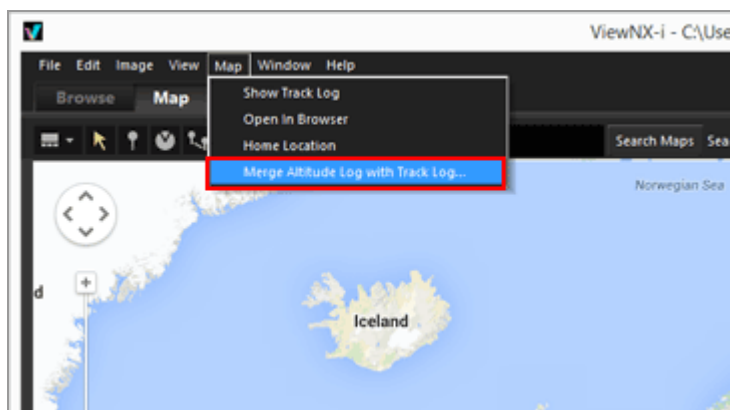 ViewNX-i - C:\Use
File Edit Image View Map Window Help
Browse Map
Show Track Log
Open In Browser
Home Location
Merge Altitude Log with Track Log...
Search Maps Sea
Norwegian Sea
d
Iceland